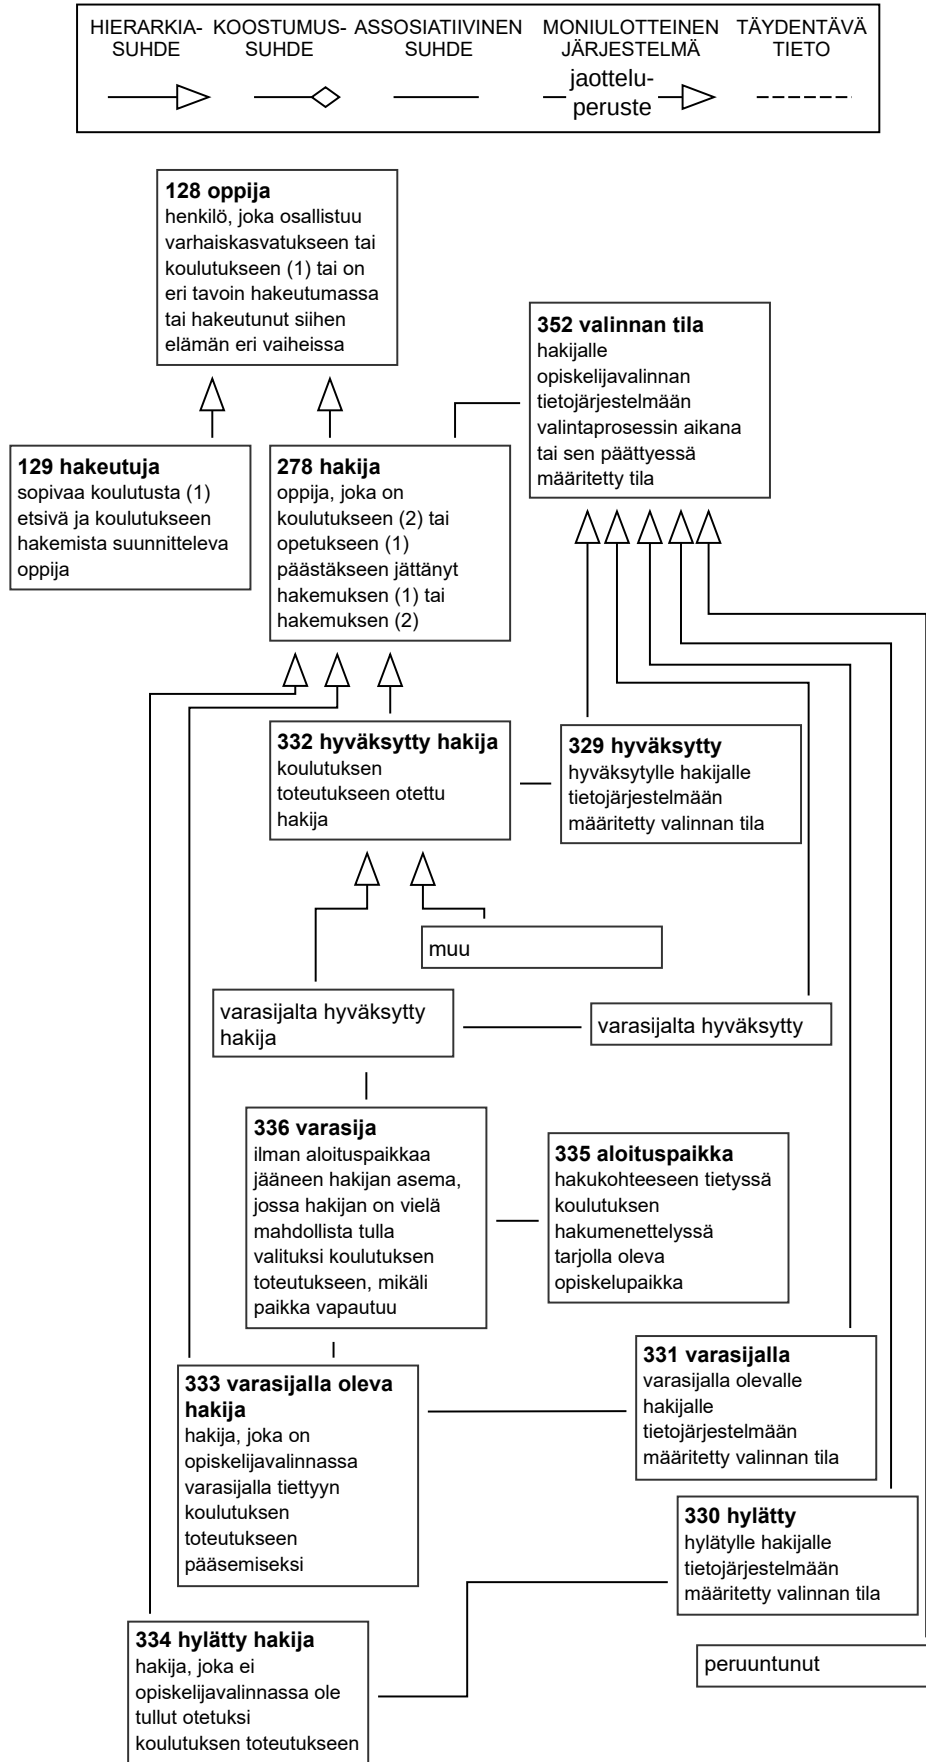 HIERARKIA-
SUHDE
KOOSTUMUS-
SUHDE
ASSOSIATIIVINEN
SUHDE
MONIULOTTEINEN
JÄRJESTELMÄ
jaottelu-
peruste
TÄYDENTÄVÄ
TIETO
128 oppija
henkilö, joka osallistuu
varhaiskasvatukseen tai
koulutukseen (1) tai on
eri tavoin hakeutumassa
tai hakeutunut siihen
elämän eri vaiheissa
352 valinnan tila
hakijalle
opiskelijavalinnan
tietojärjestelmään
valintaprosessin aikana
tai sen päättyessä
määritetty tila
129 hakeutuja
sopivaa koulutusta (1)
etsivä ja koulutukseen
hakemista suunnitteleva
oppija
278 hakija
oppija, joka on
koulutukseen (2) tai
opetukseen (1)
päästäkseen jättänyt
hakemuksen (1) tai
hakemuksen (2)
332 hyväksytty hakija
koulutuksen
toteutukseen otettu
hakija
329 hyväksytty
hyväksytylle hakijalle
tietojärjestelmään
määritetty valinnan tila
muu
varasijalta hyväksytty
hakija
varasijalta hyväksytty
336 varasija
ilman aloituspaikkaa
jääneen hakijan asema,
jossa hakijan on vielä
mahdollista tulla
valituksi koulutuksen
toteutukseen, mikäli
paikka vapautuu
335 aloituspaikka
hakukohteeseen tietyssä
koulutuksen
hakumenettelyssä
tarjolla oleva
opiskelupaikka
331 varasijalla
varasijalla olevalle
hakijalle
tietojärjestelmään
määritetty valinnan tila
333 varasijalla oleva
hakija
hakija, joka on
opiskelijavalinnassa
varasijalla tiettyyn
koulutuksen
toteutukseen
pääsemiseksi
330 hylätty
hylätylle hakijalle
tietojärjestelmään
määritetty valinnan tila
334 hylätty hakija
hakija, joka ei
opiskelijavalinnassa ole
tullut otetuksi
koulutuksen toteutukseen
peruuntunut